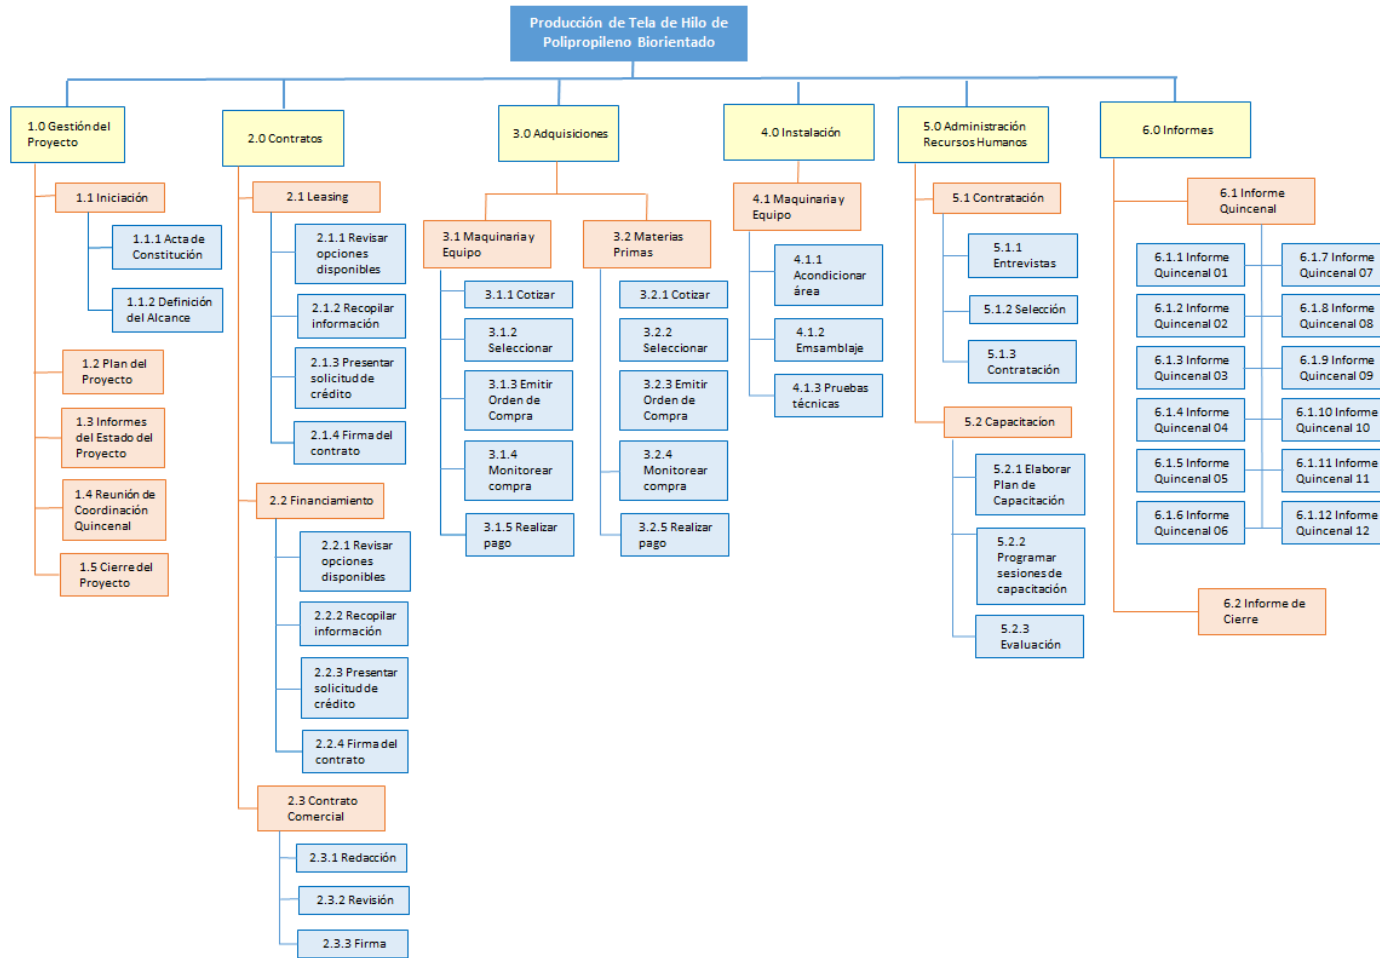 Producción de Tela de Hilo de
Polipropileno Biorientado
1.0 Gestión del
Proyecto
1.1 Iniciación
1.1.1 Acta de
Constitución
1.1.2 Definición
del Alcance
1.2 Plan del
Proyecto
1.3 Informes
del Estado del
Proyecto
1.4 Reunión de
Coordinación
Quincenal
1.5 Cierre del
Proyecto
2.0 Contratos
2.1 Leasing
2.1.1 Revisar
opciones
disponibles
2.1.2 Recopilar
información
2.1.3 Presentar
solicitud de
crédito
2.1.4 Firma del
contrato
2.2 Financiamiento
2.2.1 Revisar
opciones
disponibles
2.2.2 Recopilar
información
2.2.3 Presentar
solicitud de
crédito
2.2.4 Firma del
contrato
2.3 Contrato
Comercial
2.3.1 Redacción
2.3.2 Revisión
2.3.3 Firma
3.0 Adquisiciones
3.1 Maquinaria y
Equipo
3.1.1 Cotizar
3.1.2
Seleccionar
3.1.3 Emitir
Orden de
Compra
3.1.4
Monitorear
compra
3.1.5 Realizar
pago
3.2 Materias
Primas
3.2.1 Cotizar
3.2.2
Seleccionar
3.2.3 Emitir
Orden de
Compra
3.2.4
Monitorear
compra
3.2.5 Realizar
pago
4.0 Instalación
4.1 Maquinaria y
Equipo
4.1.1
Acondicionar
área
4.1.2
Emsamblaje
4.1.3 Pruebas
técnicas
5.0 Administración
Recursos Humanos
5.1 Contratación
5.1.1
Entrevistas
5.1.2 Selección
5.1.3
Contratación
5.2 Capacitacion
5.2.1 Elaborar
Plan de
Capacitación
5.2.2
Programar
sesiones de
capacitación
5.2.3
Evaluación
6.0 Informes
6.1 Informe
Quincenal
6.1.1 Informe
Quincenal 01
6.1.2 Informe
Quincenal 02
6.1.3 Informe
Quincenal 03
6.1.4 Informe
Quincenal 04
6.1.5 Informe
Quincenal 05
6.1.6 Informe
Quincenal 06
6.1.7 Informe
Quincenal 07
6.1.8 Informe
Quincenal 08
6.1.9 Informe
Quincenal 09
6.1.10 Informe
Quincenal 10
6.1.11 Informe
Quincenal 11
6.1.12 Informe
Quincenal 12
6.2 Informe de
Cierre